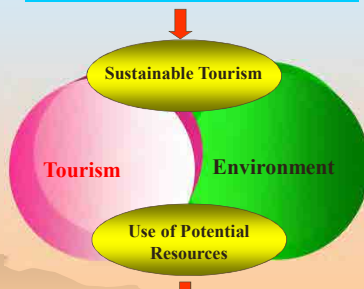 Sustainable Tourism
Tourism
Environment
Use of Potential
Resources